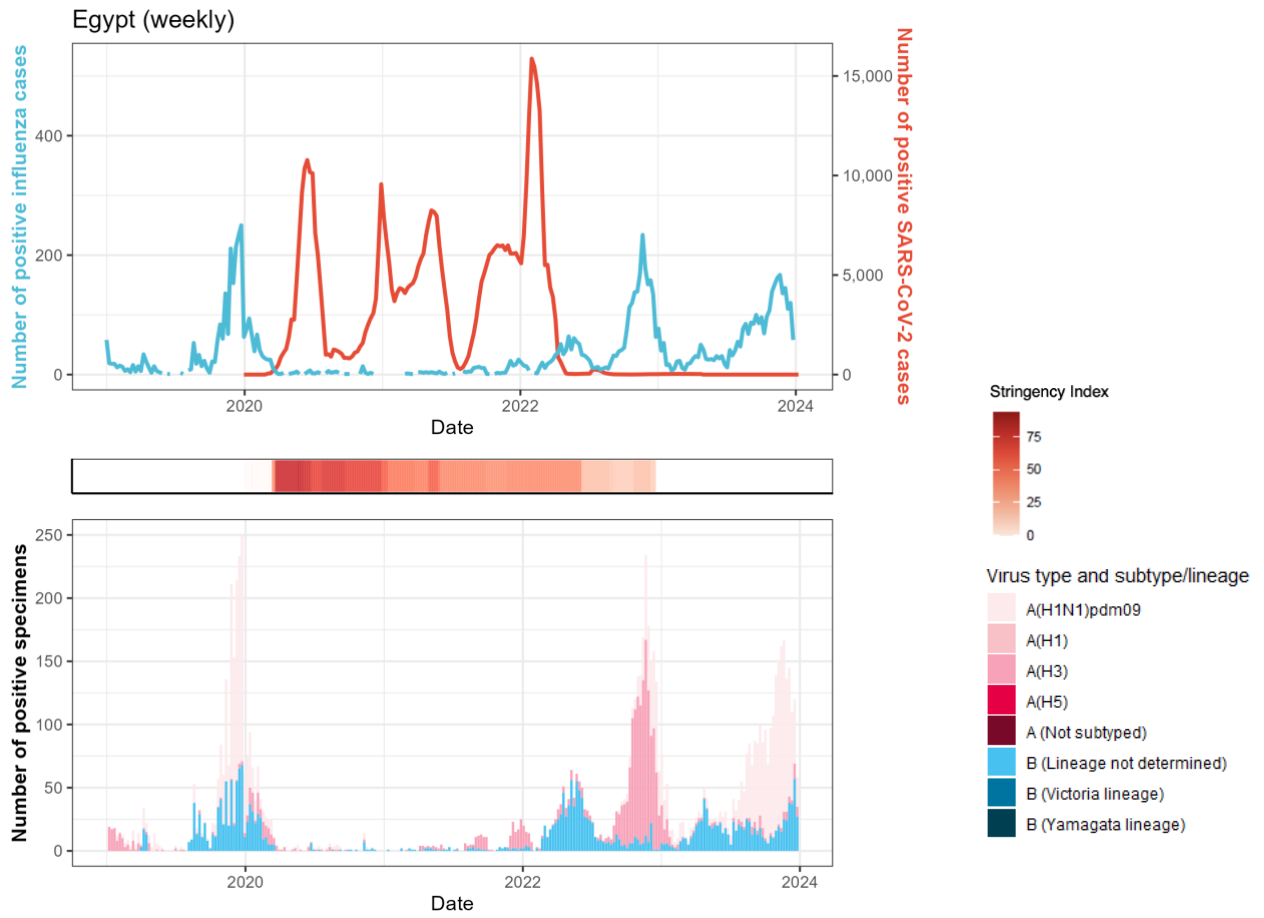 Egypt (weekly)
Number of positive influenza cases
400
200
0
15,000
10,000
5,000
0
Number of positive SARS-CoV-2 cases
2020
2022
2024
Date
Stringency Index
75
50
25
0
Number of positive specimens
250
200
150
100
50
0
2020
2022
2024
Date
Virus type and subtype/lineage
A(H1N1)pdm09
A(H1)
A(H3)
A(H5)
A (Not subtyped)
B (Lineage not determined)
B (Victoria lineage)
B (Yamagata lineage)